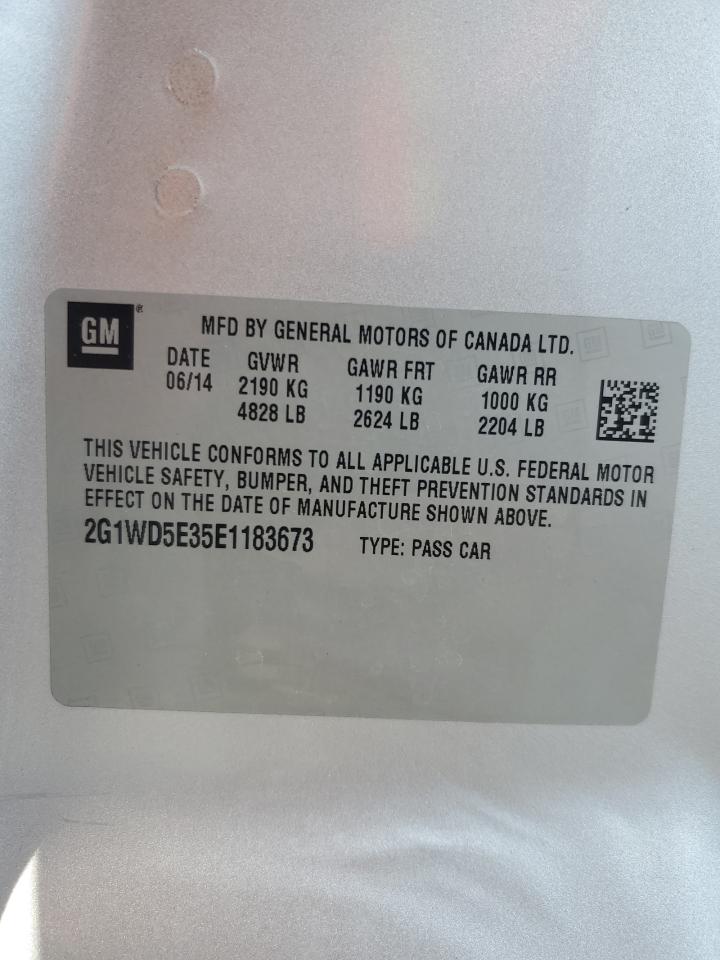 GM®
MFD BY GENERAL MOTORS OF CANADA LTD.
DATE GVWR GAWR FRT GAWR RR
06/14 2190 KG 1190 KG 1000 KG
4828 LB 2624 LB 2204 LB
THIS VEHICLE CONFORMS TO ALL APPLICABLE U.S. FEDERAL MOTOR
VEHICLE SAFETY, BUMPER, AND THEFT PREVENTION STANDARDS IN
EFFECT ON THE DATE OF MANUFACTURE SHOWN ABOVE.
2G1WD5E35E1183673 TYPE: PASS CAR